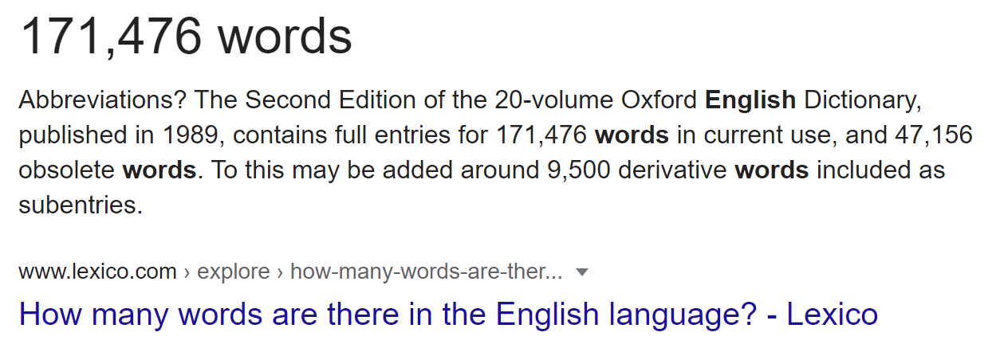 171,476 words
Abbreviations? The Second Edition of the 20-volume Oxford English Dictionary,
published in 1989, contains full entries for 171,476 words in current use, and 47,156
obsolete words. To this may be added around 9,500 derivative words included as
subentries.
www.lexico.com › explore › how-many-words-are-ther...
How many words are there in the English language? - Lexico